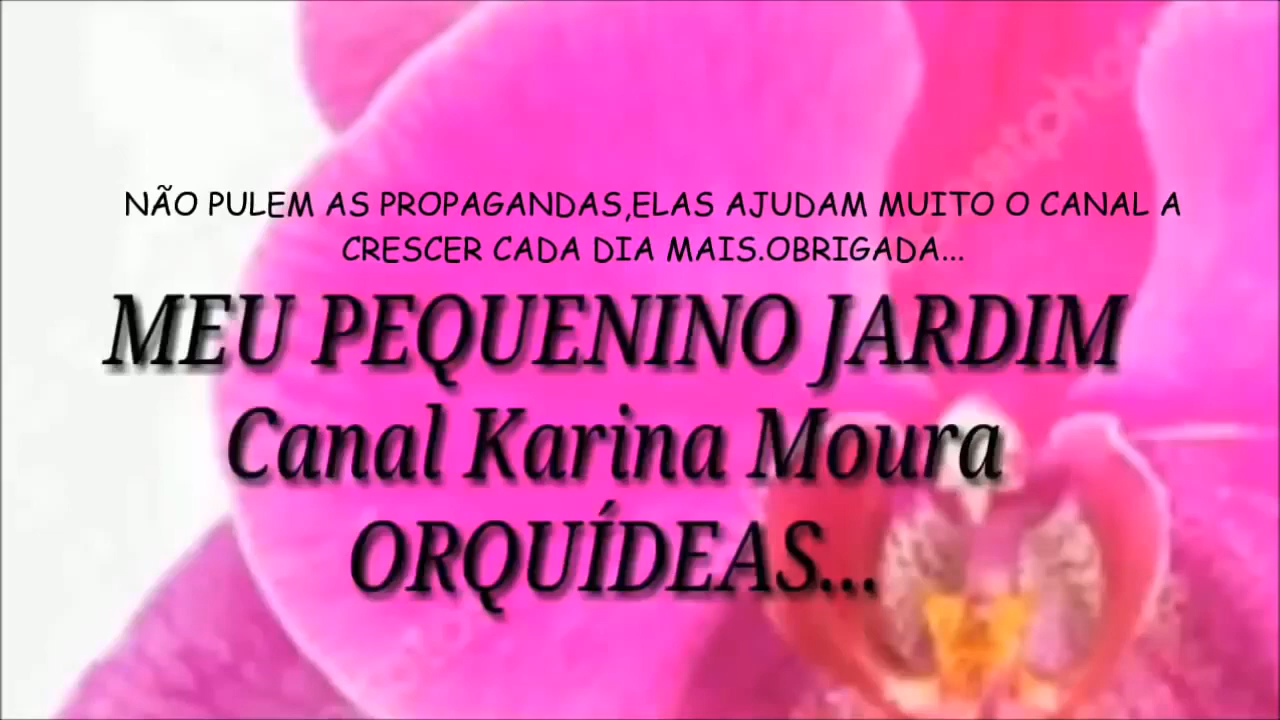 NÃO PULEM AS PROPAGANDAS,ELAS AJUDAM MUITO O CANAL A
CRESCER CADA DIA MAIS.OBRIGADA...
MEU PEQUENINO JARDIM
Canal Karina Moura
ORQUÍDEAS...